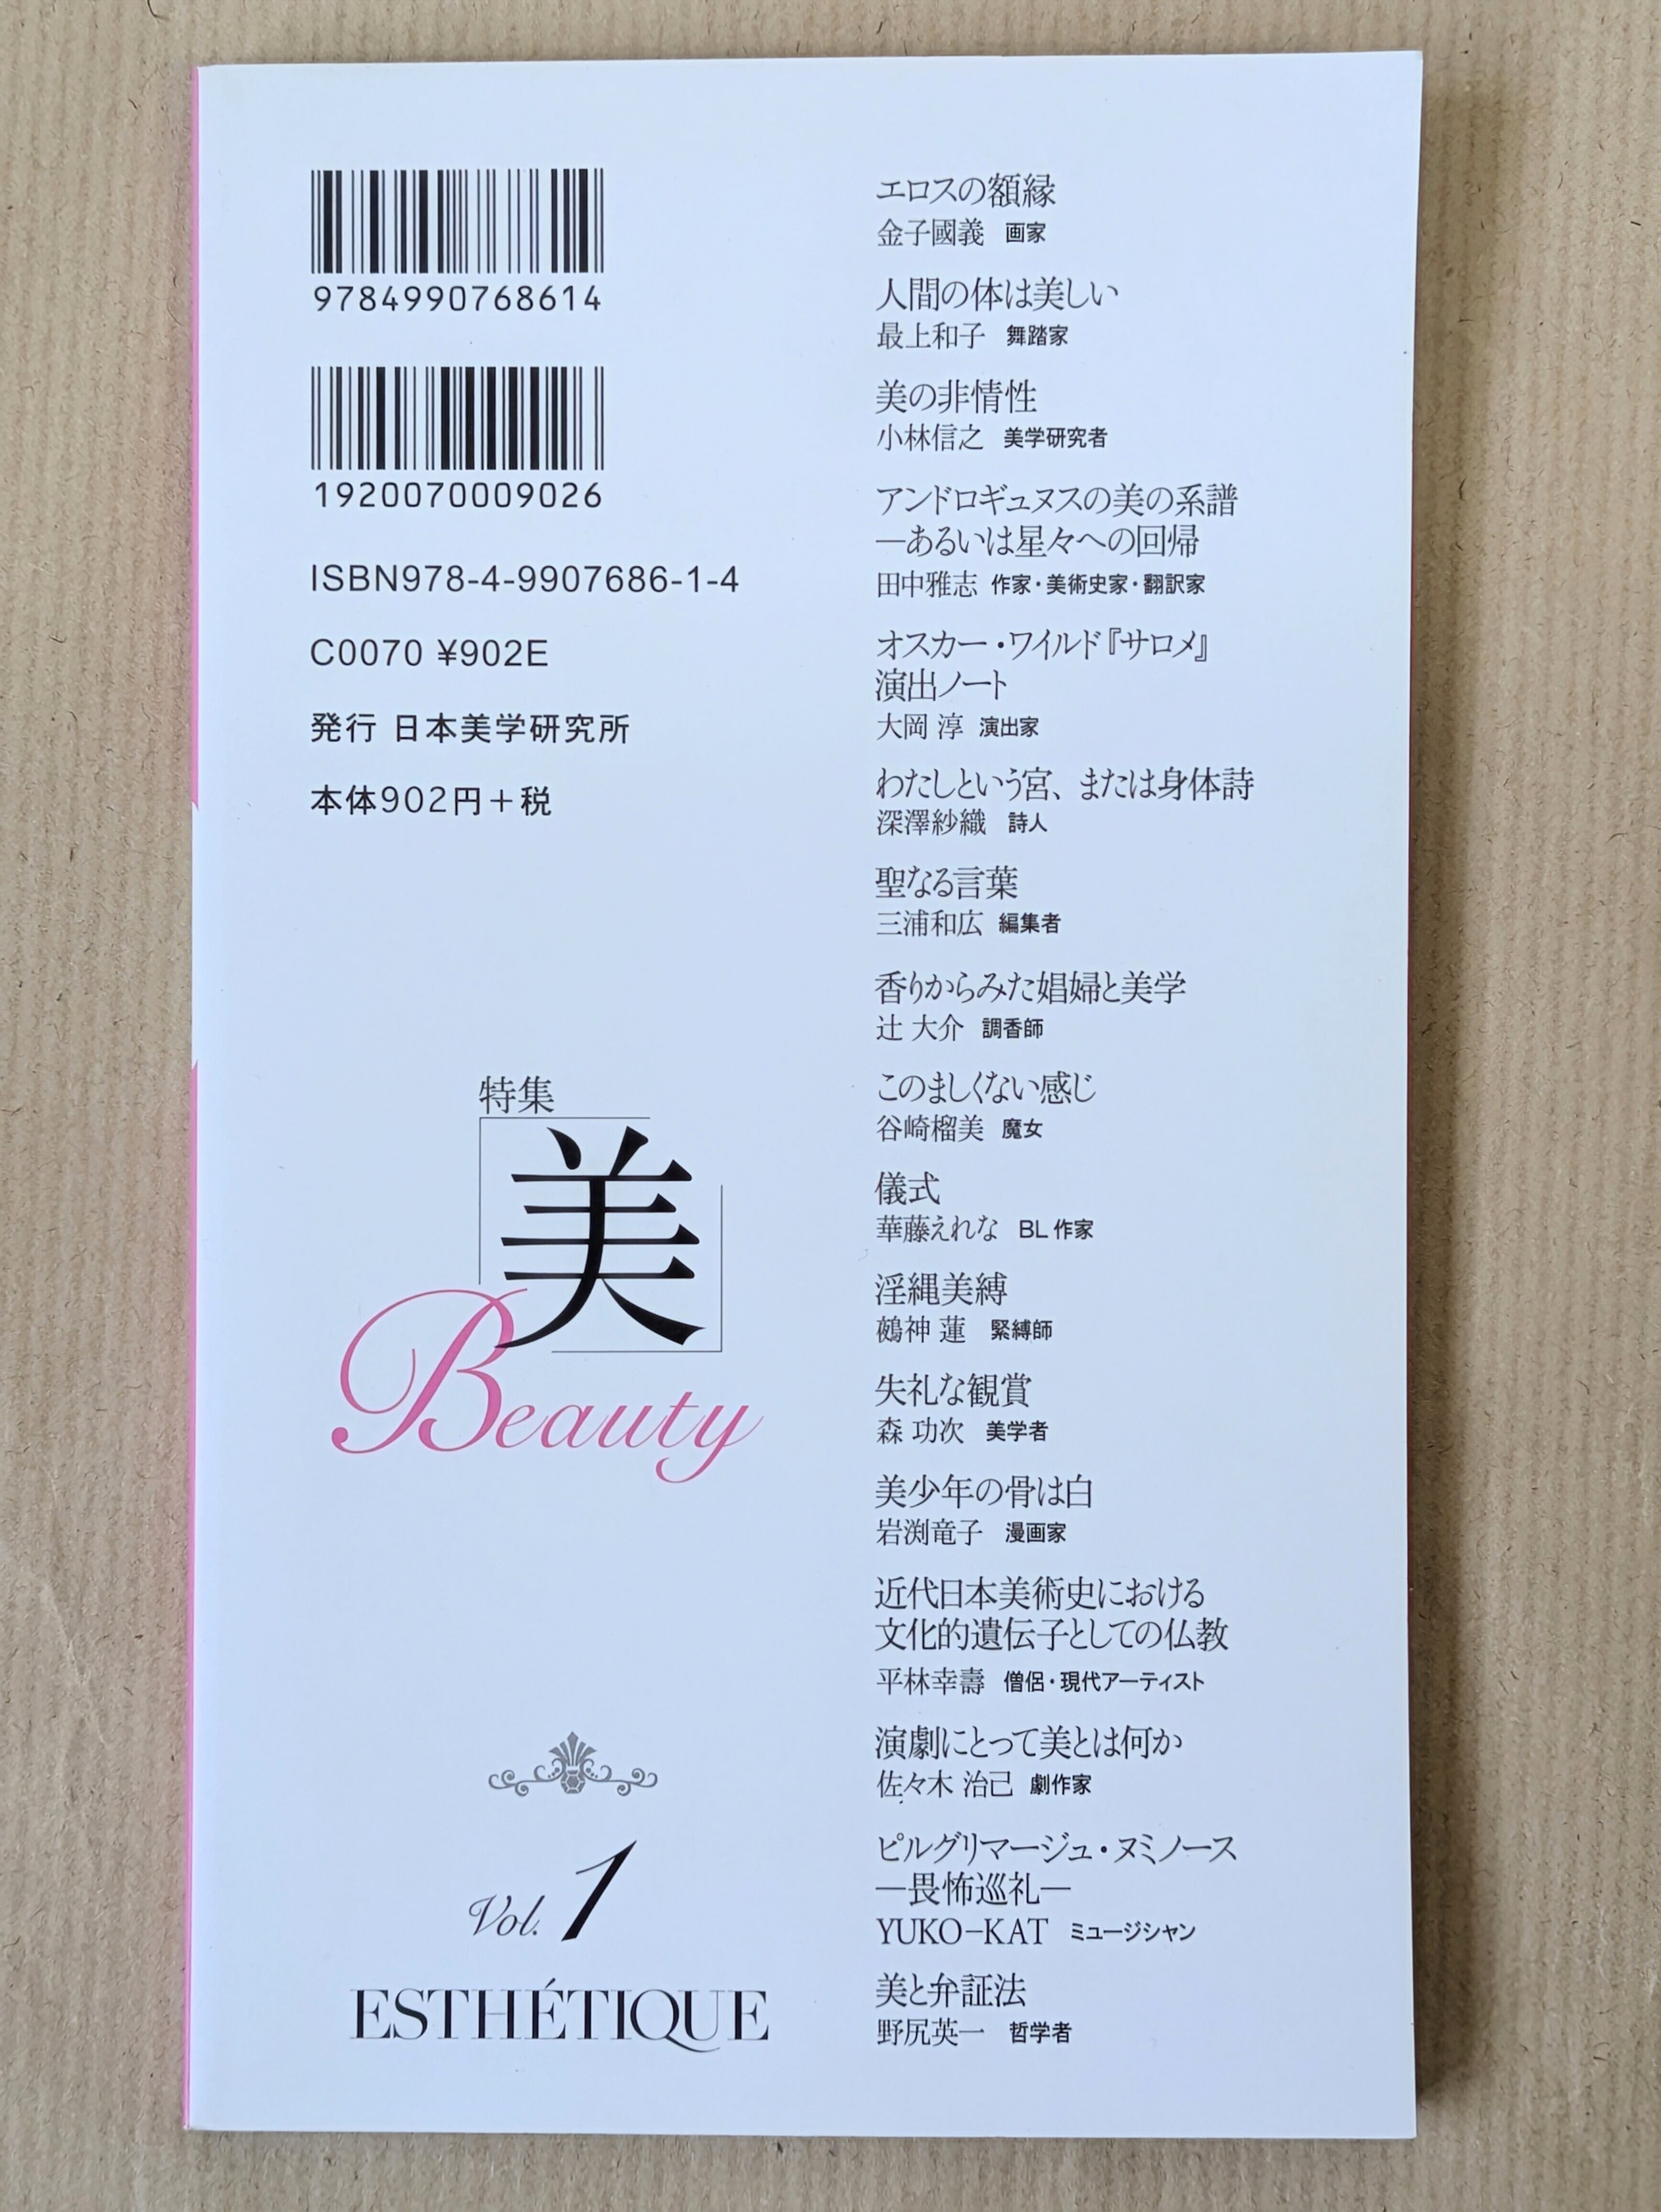 9784990768614
1920070009026
ISBN978-4-9907686-1-4
C0070 ¥902E
発行 日本美学研究所
本体902円+税
特集
「美」
Beauty
Vol. 1
ESTHÉTIQUE
エロスの額縁
金子國義 画家
人間の体は美しい
最上和子 舞踏家
美の非情性
小林信之 美学研究者
アンドロギュヌスの美の系譜
―あるいは星々への回帰
田中雅志 作家・美術史家・翻訳家
オスカー・ワイルド『サロメ』
演出ノート
大岡 淳 演出家
わたしという宮、または身体詩
深澤紗織 詩人
聖なる言葉
三浦和広 編集者
香りからみた娼婦と美学
辻 大介 調香師
このましくない感じ
谷崎榴美 魔女
儀式
華藤えれな BL作家
淫縄美縛
鵺神 蓮 緊縛師
失礼な観賞
森 功次 美学者
美少年の骨は白
岩渕竜子 漫画家
近代日本美術史における
文化的遺伝子としての仏教
平林幸壽 僧侶・現代アーティスト
演劇にとって美とは何か
佐々木 治己 劇作家
ピルグリマージュ・ヌミノース
―畏怖巡礼―
YUKO-KAT ミュージシャン
美と弁証法
野尻英一 哲学者